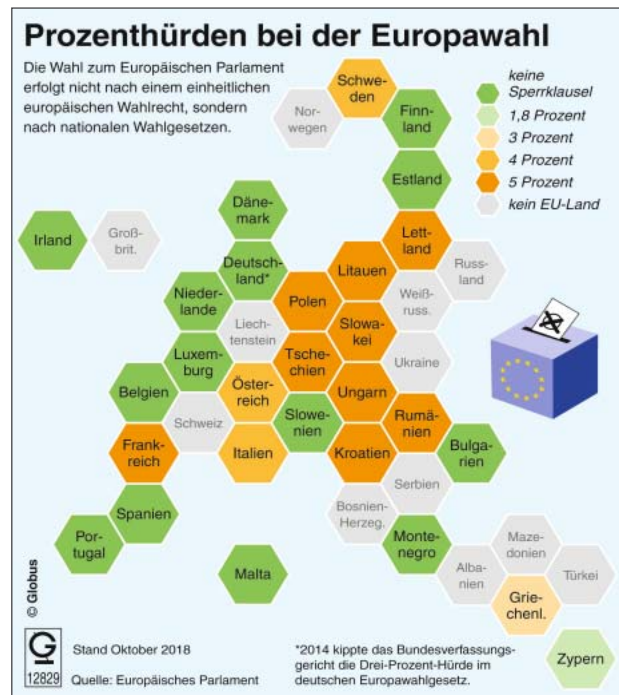 Prozenthürden bei der Europawahl
Die Wahl zum Europäischen Parlament
erfolgt nicht nach einem einheitlichen
europäischen Wahlrecht, sondern
nach nationalen Wahlgesetzen.
keine
Sperrklausel
1,8 Prozent
3 Prozent
4 Prozent
5 Prozent
kein EU-Land
Schwe-
den
Nor-
wegen
Finn-
land
Estland
Däne-
mark
Irland
Groß-
brit.
Lett-
land
Deutsch-
land*
Litauen
Russ-
land
Nieder-
lande
Polen
Weiß-
russ.
Liech-
tenstein
Slowa-
kei
Luxem-
burg
Tsche-
chien
Ukraine
Belgien
Öster-
reich
Ungarn
Schweiz
Slowe-
nien
Rumä-
nien
Frank-
reich
Italien
Kroatien
Bulga-
rien
Serbien
Spanien
Bosnien-
Herzeg.
Por-
tugal
Monte-
negro
Maze-
donien
Malta
Alba-
nien
Türkei
Grie-
chenl.
Zypern
© Globus
G
12829
Stand Oktober 2018
Quelle: Europäisches Parlament
*2014 kippte das Bundesverfassungs-
gericht die Drei-Prozent-Hürde im
deutschen Europawahlgesetz.